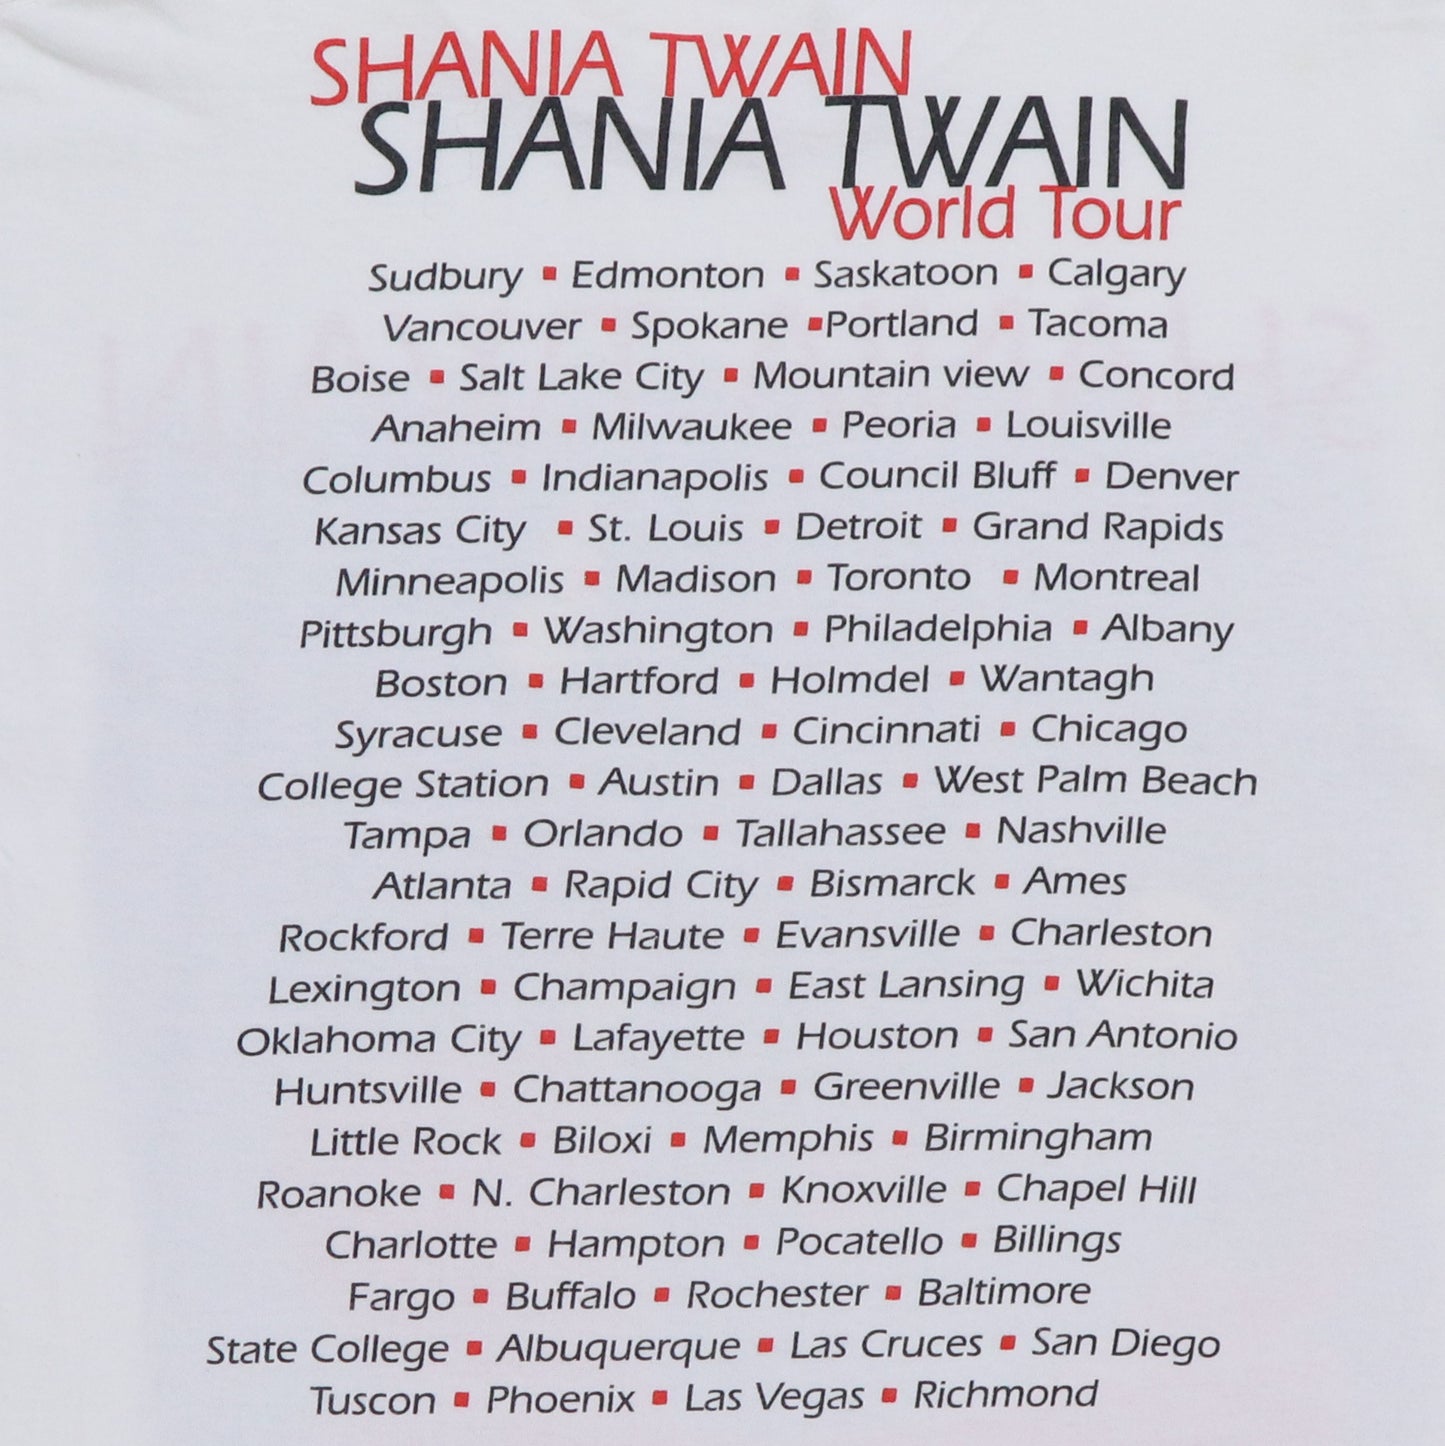 SHANIA TWAIN
SHANIA TWAIN
World Tour
Sudbury ▪ Edmonton ▪ Saskatoon ▪ Calgary
Vancouver ▪ Spokane ▪Portland ▪ Tacoma
Boise ▪ Salt Lake City ▪ Mountain view ▪ Concord
Anaheim ▪ Milwaukee ▪ Peoria ▪ Louisville
Columbus ▪ Indianapolis ▪ Council Bluff ▪ Denver
Kansas City ▪ St. Louis ▪ Detroit ▪ Grand Rapids
Minneapolis ▪ Madison ▪ Toronto ▪ Montreal
Pittsburgh ▪ Washington ▪ Philadelphia ▪ Albany
Boston ▪ Hartford ▪ Holmdel ▪ Wantagh
Syracuse ▪ Cleveland ▪ Cincinnati ▪ Chicago
College Station ▪ Austin ▪ Dallas ▪ West Palm Beach
Tampa ▪ Orlando ▪ Tallahassee ▪ Nashville
Atlanta ▪ Rapid City ▪ Bismarck ▪ Ames
Rockford ▪ Terre Haute ▪ Evansville ▪ Charleston
Lexington ▪ Champaign ▪ East Lansing ▪ Wichita
Oklahoma City ▪ Lafayette ▪ Houston ▪ San Antonio
Huntsville ▪ Chattanooga ▪ Greenville ▪ Jackson
Little Rock ▪ Biloxi ▪ Memphis ▪ Birmingham
Roanoke ▪ N. Charleston ▪ Knoxville ▪ Chapel Hill
Charlotte ▪ Hampton ▪ Pocatello ▪ Billings
Fargo ▪ Buffalo ▪ Rochester ▪ Baltimore
State College ▪ Albuquerque ▪ Las Cruces ▪ San Diego
Tuscon ▪ Phoenix ▪ Las Vegas ▪ Richmond